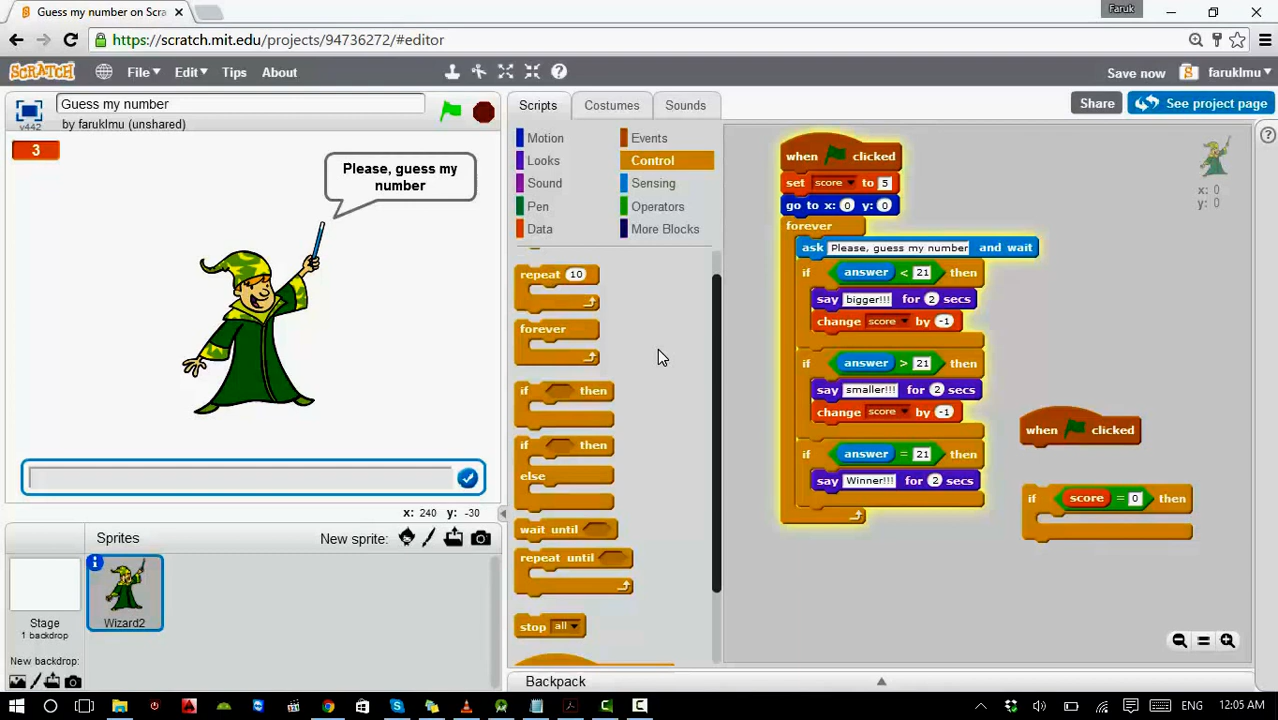 Guess my number on Scra
Faruk
https://scratch.mit.edu/projects/94736272/#editor
SCRATCH
File
Edit
Tips
About
Save now
faruklmu
v442
Guess my number
by faruklmu (unshared)
Scripts
Costumes
Sounds
Share
See project page
3
Please, guess my
number
Motion
Events
Looks
Control
Sound
Sensing
Pen
Operators
Data
More Blocks
repeat 10
forever
if then
if then
else
wait until
repeat until
stop all
when clicked
set score to 5
go to x: 0 y: 0
forever
ask Please, guess my number and wait
if answer < 21 then
say bigger!!! for 2 secs
change score by -1
if answer > 21 then
say smaller!!! for 2 secs
change score by -1
if answer = 21 then
say Winner!!! for 2 secs
when clicked
if score = 0 then
x: 0
y: 0
x: 240 y: -30
Sprites
New sprite:
Stage
1 backdrop
New backdrop:
Wizard2
Backpack
ENG
12:05 AM